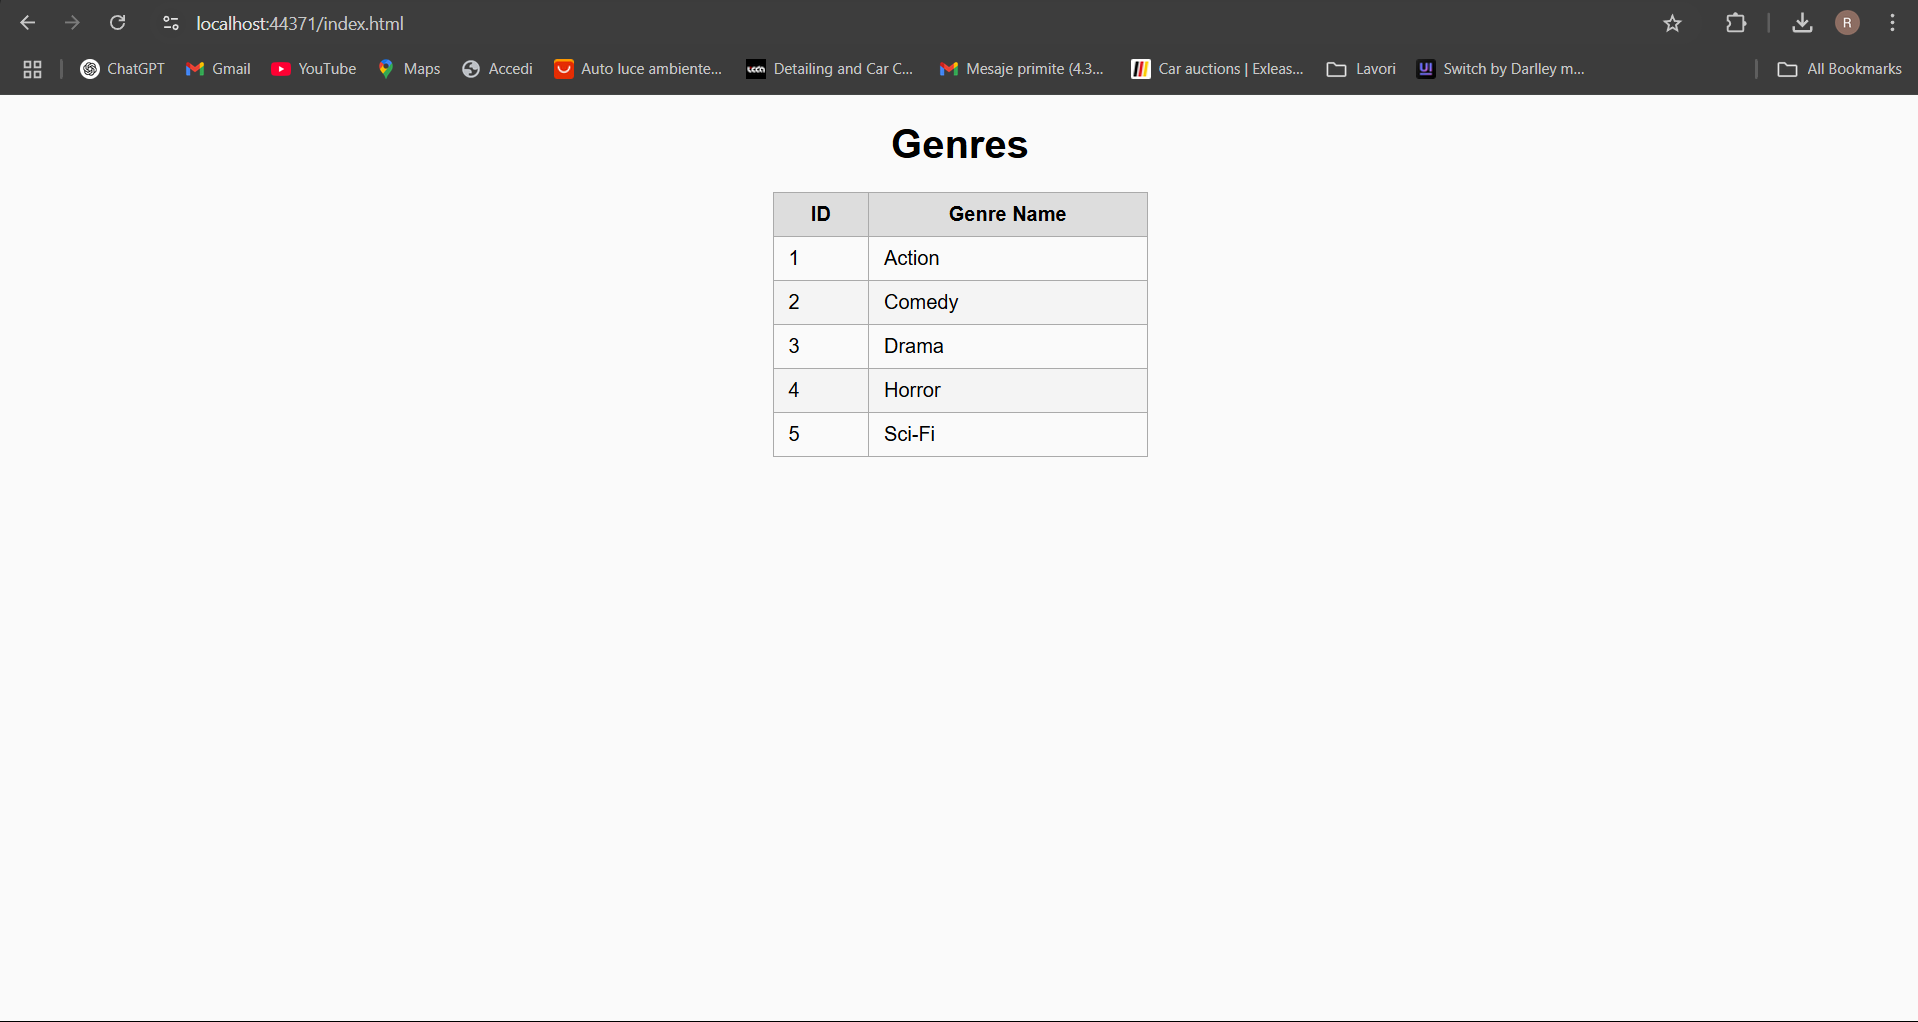 localhost:44371/index.html
R
ChatGPT Gmail YouTube Maps Accedi Auto luce ambiente... Detailing and Car C... Mesaje primite (4.3... Car auctions | Exleas... Lavori UI Switch by Darlley m... All Bookmarks
Genres
ID Genre Name
1 Action
2 Comedy
3 Drama
4 Horror
5 Sci-Fi